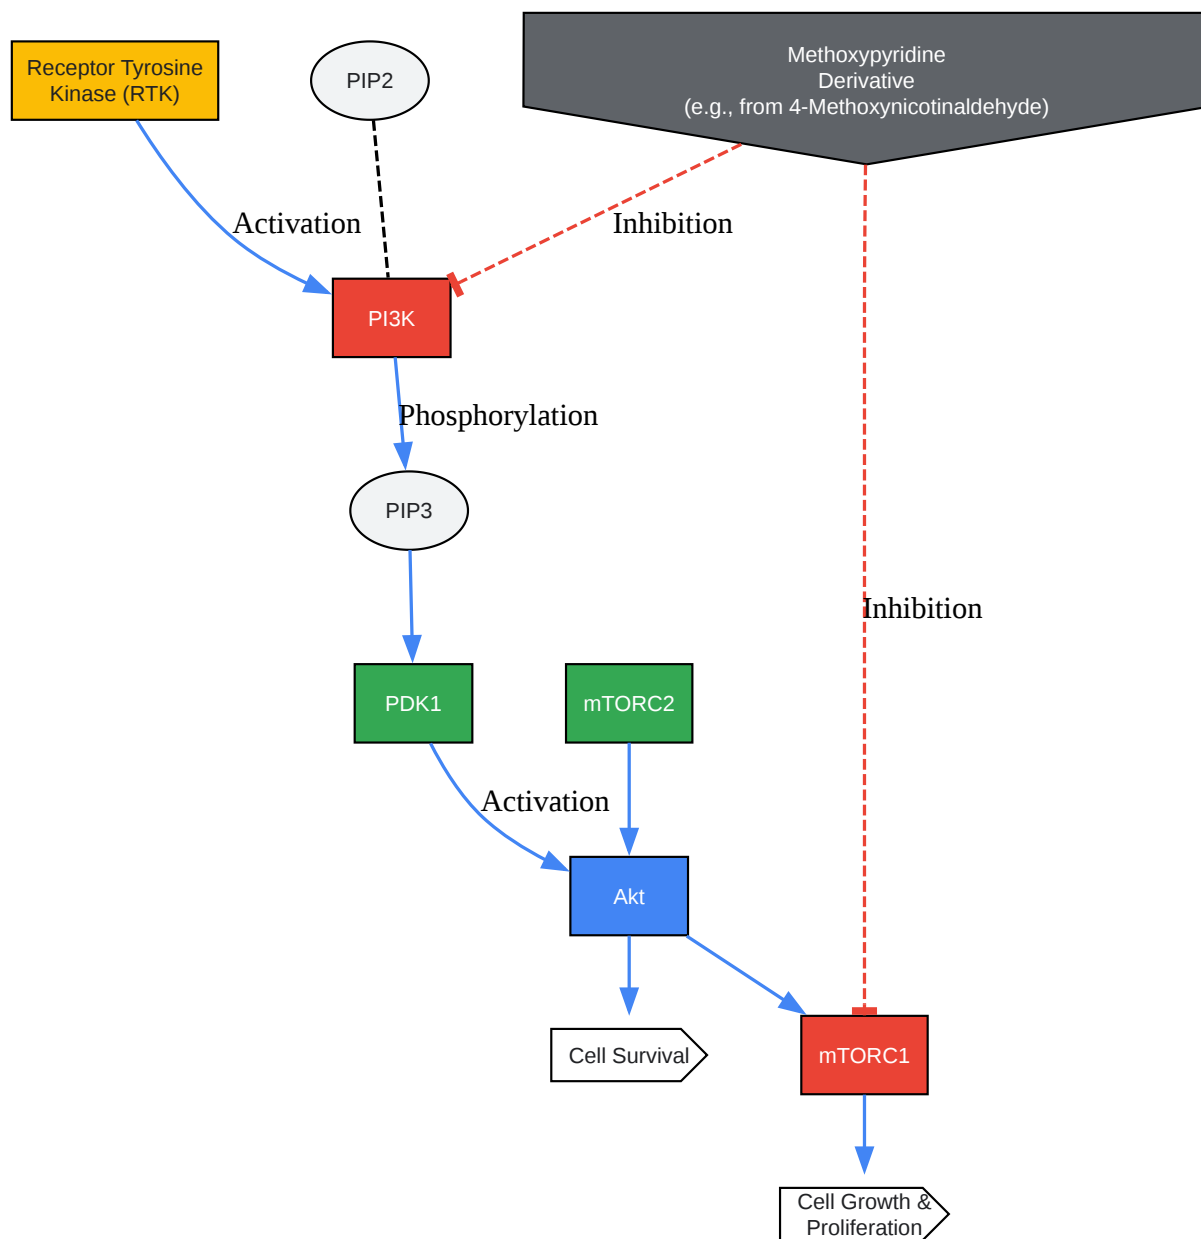 Receptor Tyrosine
Kinase (RTK)
PIP2
Methoxypyridine
Derivative
(e.g., from 4-Methoxynicotinaldehyde)
Activation
Inhibition
PI3K
Phosphorylation
PIP3
Inhibition
PDK1
mTORC2
Activation
Akt
Cell Survival
mTORC1
Cell Growth &
Proliferation